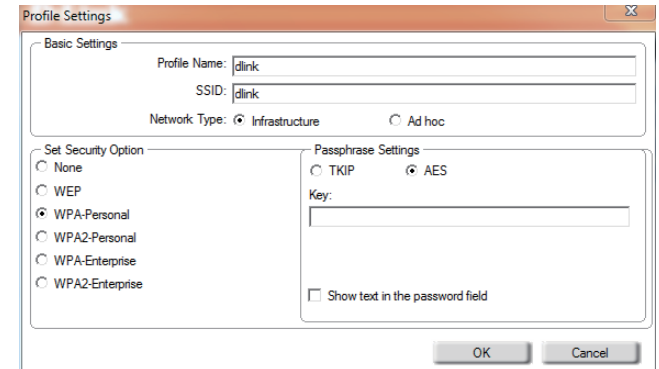 Profile Settings
Basic Settings
Profile Name: dlink
SSID: dlink
Network Type: Infrastructure Ad hoc
Set Security Option
None
WEP
WPA-Personal
WPA2-Personal
WPA-Enterprise
WPA2-Enterprise
Passphrase Settings
TKIP AES
Key:
Show text in the password field
OK Cancel